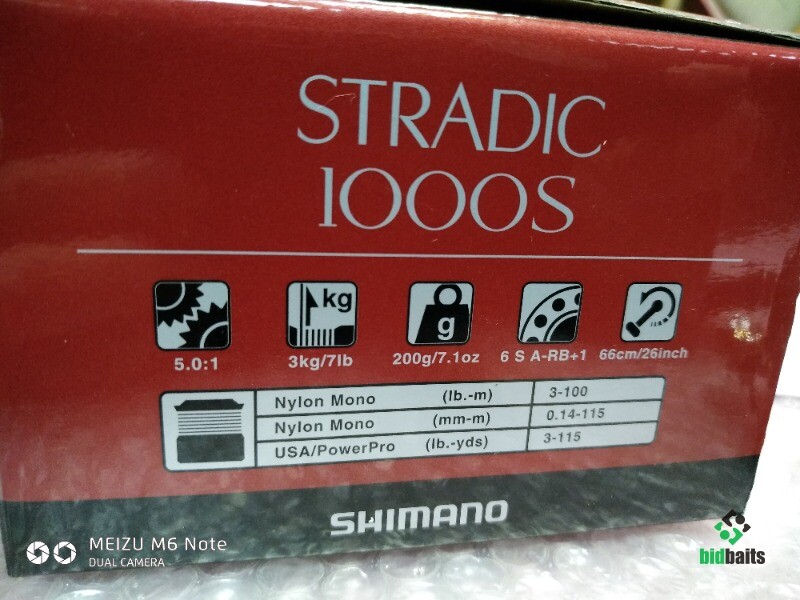 STRADIC
1000S
kg
g
5.0:1 3kg/7lb 200g/7.1oz 6 S A-RB+1 66cm/26inch
Nylon Mono (lb.-m) 3-100
Nylon Mono (mm-m) 0.14-115
USA/PowerPro (lb.-yds) 3-115
SHIMANO
MEIZU M6 Note
DUAL CAMERA
bidbaits